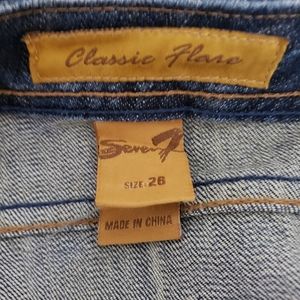 Classic Flare
Seven7
SIZE: 26
MADE IN CHINA